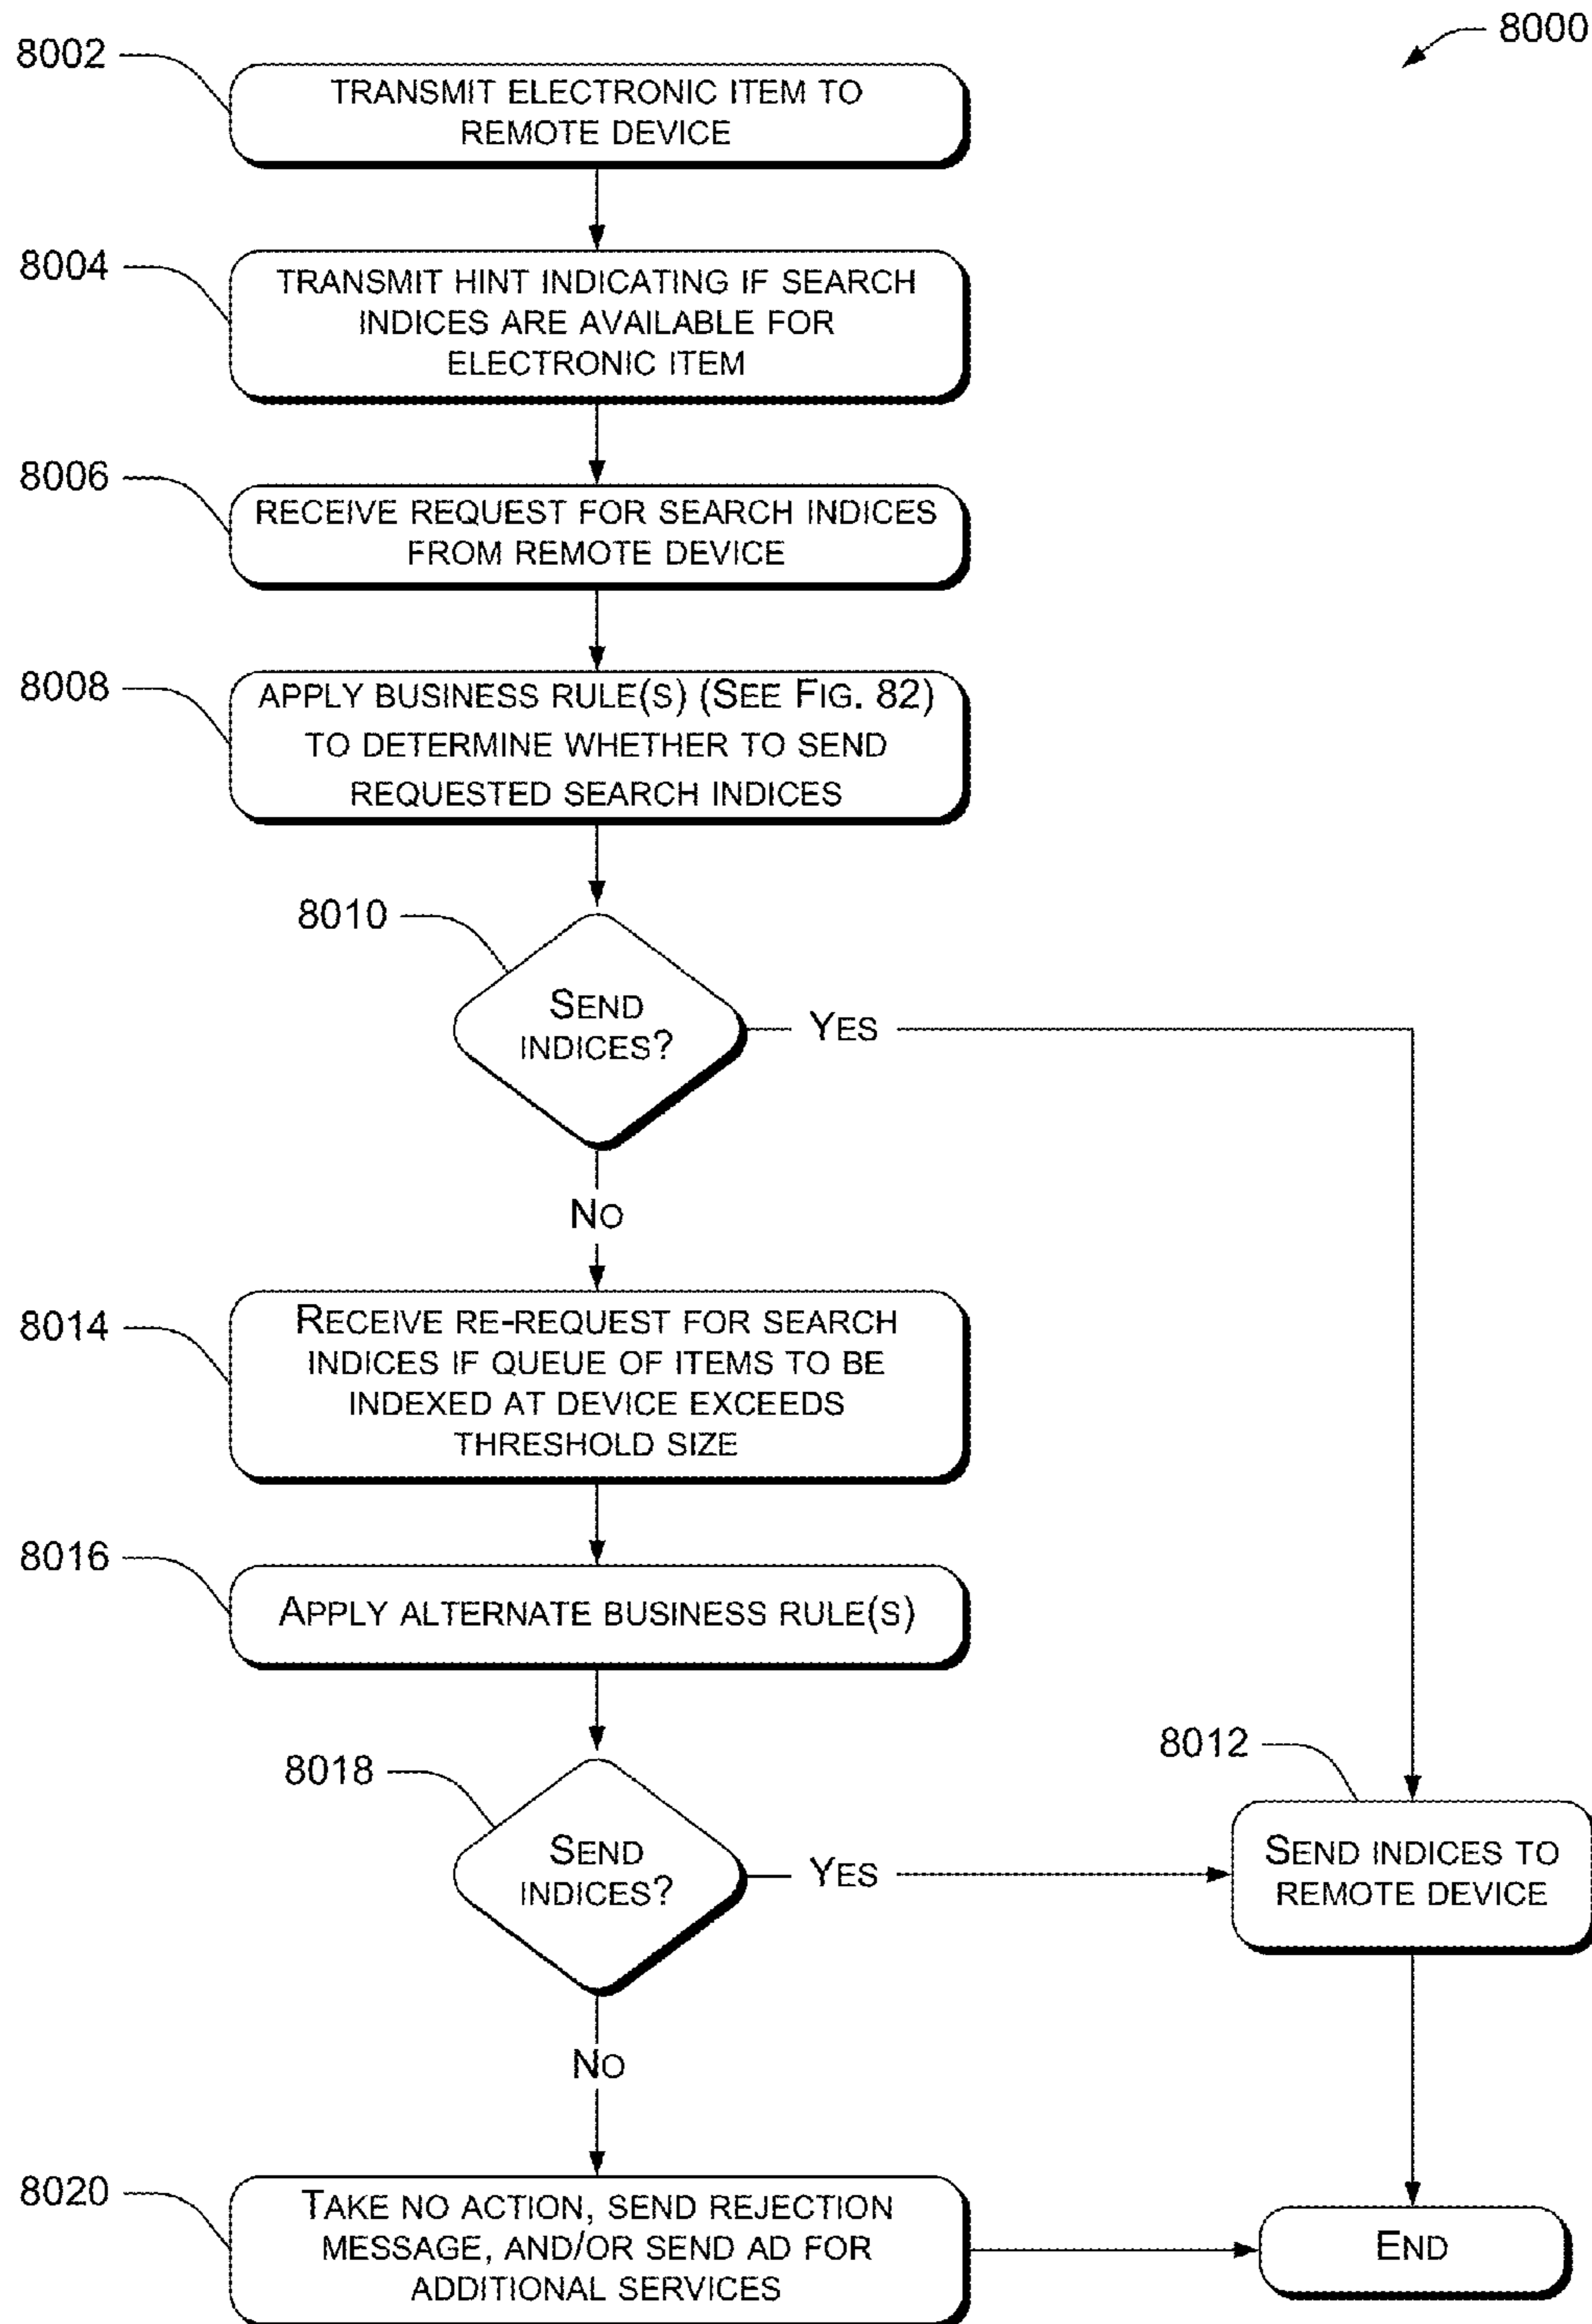 8000
8002
TRANSMIT ELECTRONIC ITEM TO
REMOTE DEVICE
8004
TRANSMIT HINT INDICATING IF SEARCH
INDICES ARE AVAILABLE FOR
ELECTRONIC ITEM
8006
RECEIVE REQUEST FOR SEARCH INDICES
FROM REMOTE DEVICE
8008
APPLY BUSINESS RULE(S) (SEE FIG. 82)
TO DETERMINE WHETHER TO SEND
REQUESTED SEARCH INDICES
8010
SEND
INDICES?
YES
NO
8014
RECEIVE RE-REQUEST FOR SEARCH
INDICES IF QUEUE OF ITEMS TO BE
INDEXED AT DEVICE EXCEEDS
THRESHOLD SIZE
8016
APPLY ALTERNATE BUSINESS RULE(S)
8018
SEND
INDICES?
YES
8012
SEND INDICES TO
REMOTE DEVICE
NO
8020
TAKE NO ACTION, SEND REJECTION
MESSAGE, AND/OR SEND AD FOR
ADDITIONAL SERVICES
END